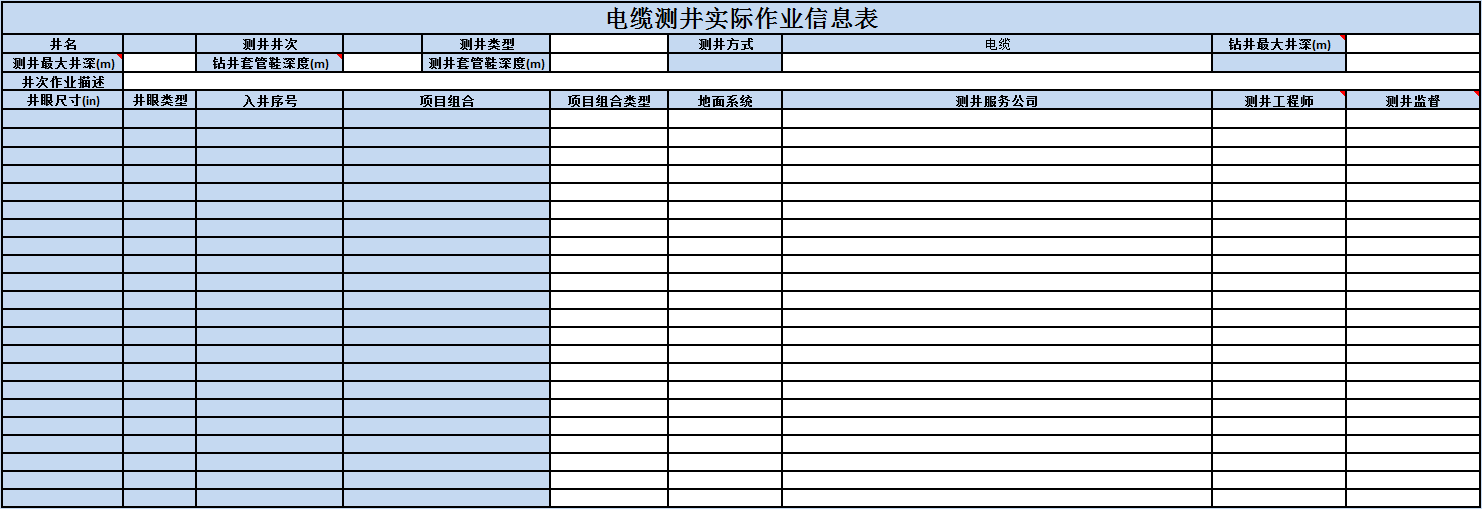 电缆测井实际作业信息表
井名 测井井次 测井类型 测井方式 电缆 钻井最大井深(m)
测井最大井深(m) 钻井套管鞋深度(m) 测井套管鞋深度(m)
井次作业描述
井眼尺寸(in) 井眼类型 入井序号 项目组合 项目组合类型 地面系统 测井服务公司 测井工程师 测井监督